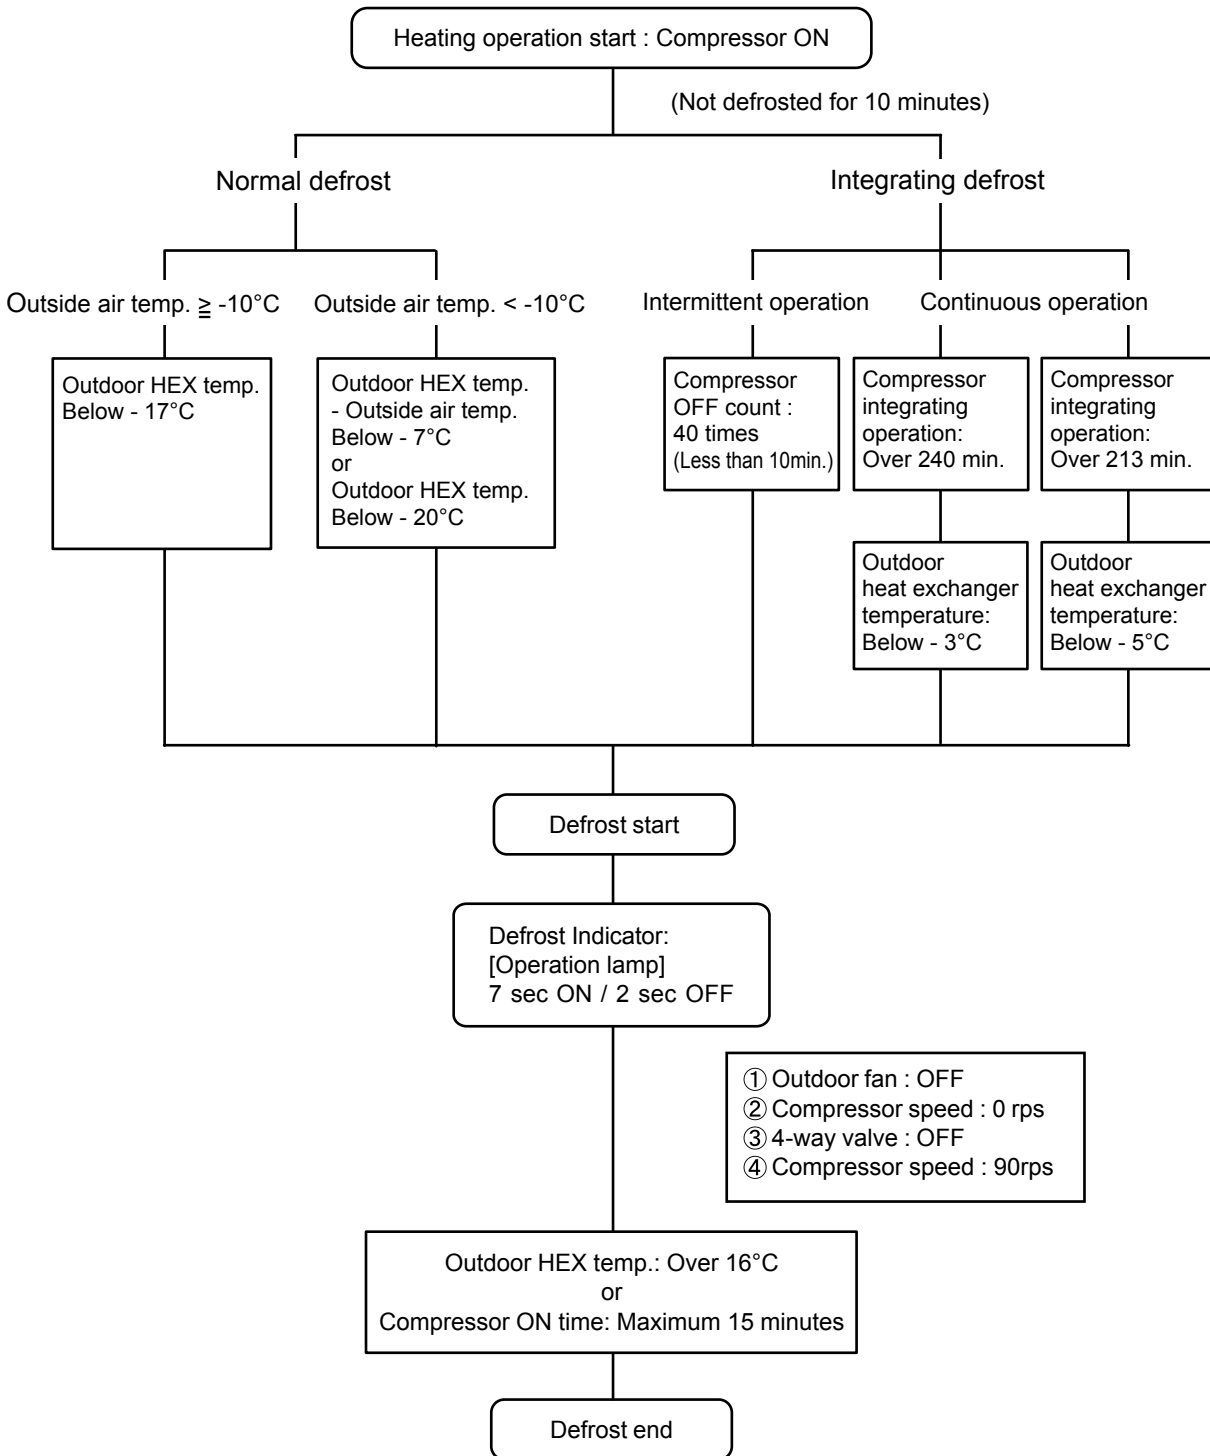 Heating operation start : Compressor ON
(Not defrosted for 10 minutes)
Normal defrost
Integrating defrost
Outside air temp. ≧ -10°C
Outside air temp. < -10°C
Intermittent operation
Continuous operation
Outdoor HEX temp.
Below - 17°C
Outdoor HEX temp.
- Outside air temp.
Below - 7°C
or
Outdoor HEX temp.
Below - 20°C
Compressor
OFF count :
40 times
(Less than 10min.)
Compressor
integrating
operation:
Over 240 min.
Compressor
integrating
operation:
Over 213 min.
Outdoor
heat exchanger
temperature:
Below - 3°C
Outdoor
heat exchanger
temperature:
Below - 5°C
Defrost start
Defrost Indicator:
[Operation lamp]
7 sec ON / 2 sec OFF
① Outdoor fan : OFF
② Compressor speed : 0 rps
③ 4-way valve : OFF
④ Compressor speed : 90rps
Outdoor HEX temp.: Over 16°C
or
Compressor ON time: Maximum 15 minutes
Defrost end